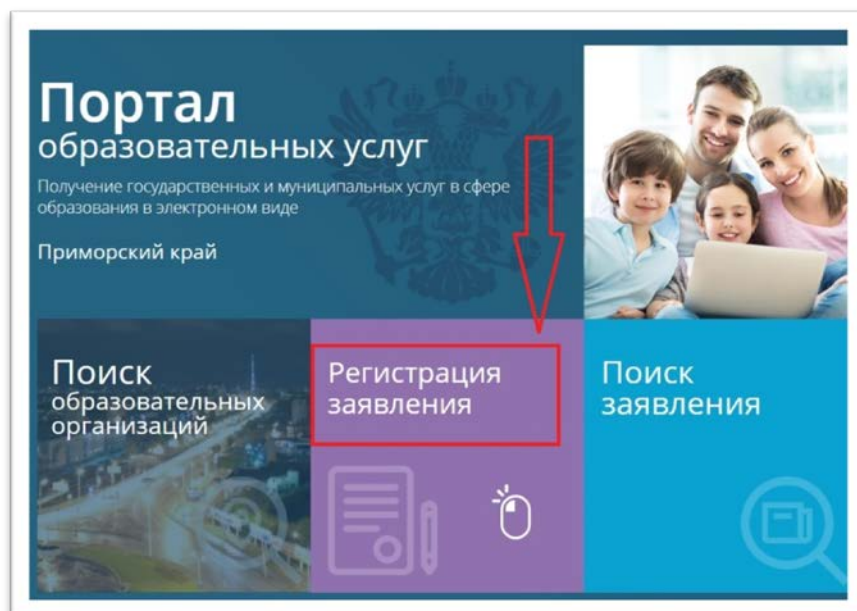 Портал
образовательных услуг
Получение государственных и муниципальных услуг в сфере
образования в электронном виде
Приморский край
Поиск
образовательных
организаций
Регистрация
заявления
Поиск
заявления